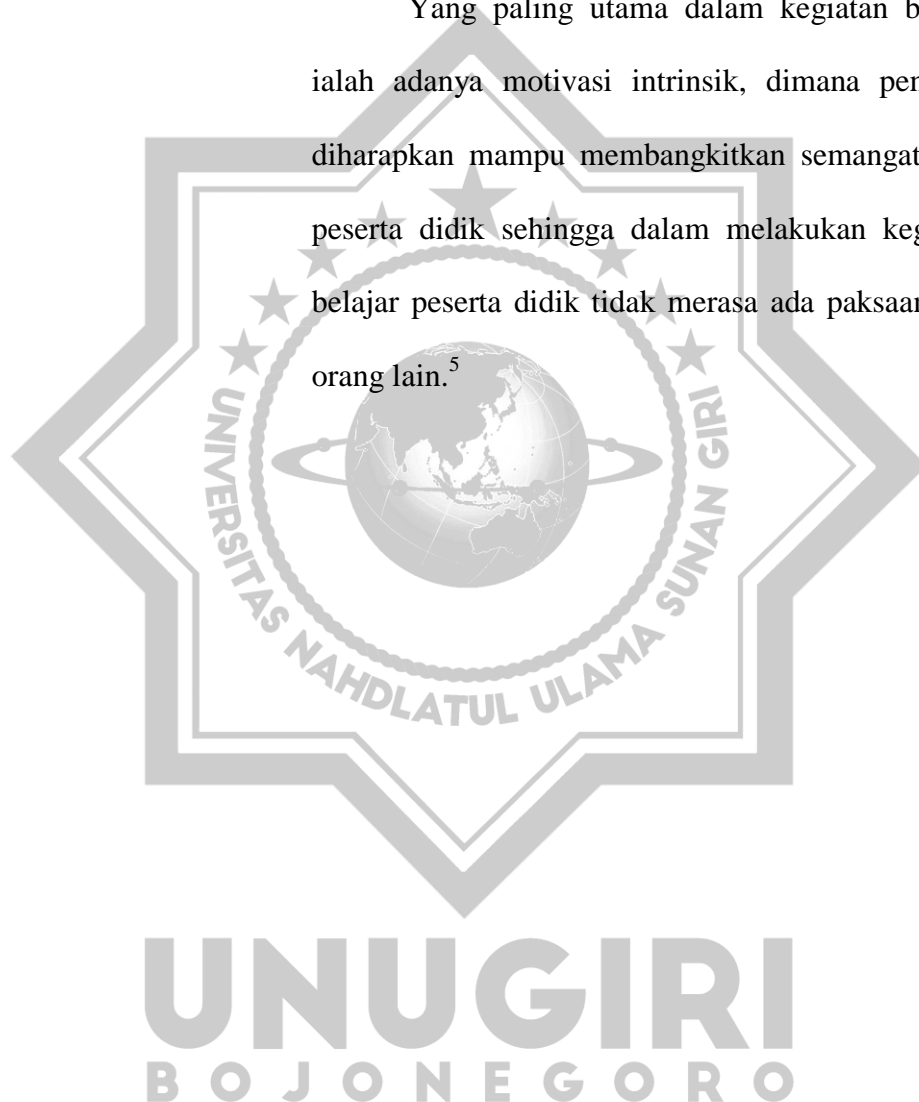 Yang paling utama dalam kegiatan b
ialah adanya motivasi intrinsik, dimana pen
diharapkan mampu membangkitkan semangat
peserta didik sehingga dalam melakukan keg
belajar peserta didik tidak merasa ada paksaan
orang lain.⁵
UNIVERSITAS NAHDLATUL ULAMA SUNAN GIRI
UNUGIRI
BOJONEGORO